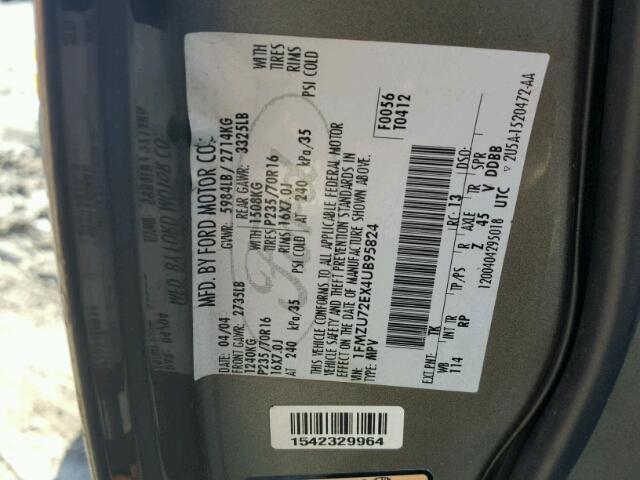 MFD. BY FORD MOTOR CO.
DATE: 04/04 GVWR: 5984LB/ 2714KG
FRONT GAWR: 2735LB REAR GAWR: 3325LB WITH
1240KG 1508KG TIRES
P235/70R16 TIRES P235/70R16 RIMS
16X7.0J RIMS 16X7.0J PSI COLD
AT 240 kPa/35 AT 240 kPa/35 PSI COLD
WITH
TIRES
RIMS
THIS VEHICLE CONFORMS TO ALL APPLICABLE FEDERAL MOTOR
VEHICLE SAFETY AND THEFT PREVENTION STANDARDS IN
EFFECT ON THE DATE OF MANUFACTURE SHOWN ABOVE.
VIN: 1FMZU72EX4UB95824
TYPE: MPV
F0056
T0412
EXT PNT: TK RC: 13 DSO:
WB TP/PS R AXLE TR SPR
114 RP Z 45 V DDBB
1200404295018 UTC 2U5A-1520472-AA
1542329964